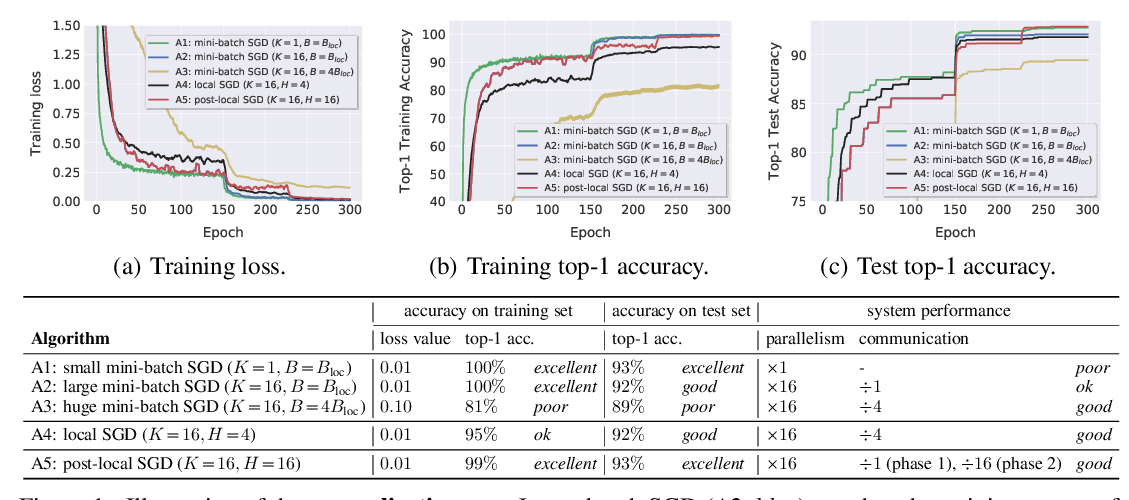 1.50
1.25
1.00
0.75
0.50
0.25
0.00
Training loss
A1: mini-batch SGD (K = 1, B = B_loc)
A2: mini-batch SGD (K = 16, B = B_loc)
A3: mini-batch SGD (K = 16, B = 4B_loc)
A4: local SGD (K = 16, H = 4)
A5: post-local SGD (K = 16, H = 16)
0 50 100 150 200 250 300
Epoch
(a) Training loss.
100
90
80
70
60
50
40
Top-1 Training Accuracy
A1: mini-batch SGD (K = 1, B = B_loc)
A2: mini-batch SGD (K = 16, B = B_loc)
A3: mini-batch SGD (K = 16, B = 4B_loc)
A4: local SGD (K = 16, H = 4)
A5: post-local SGD (K = 16, H = 16)
0 50 100 150 200 250 300
Epoch
(b) Training top-1 accuracy.
90
85
80
75
Top-1 Test Accuracy
A1: mini-batch SGD (K = 1, B = B_loc)
A2: mini-batch SGD (K = 16, B = B_loc)
A3: mini-batch SGD (K = 16, B = 4B_loc)
A4: local SGD (K = 16, H = 4)
A5: post-local SGD (K = 16, H = 16)
0 50 100 150 200 250 300
Epoch
(c) Test top-1 accuracy.
accuracy on training set accuracy on test set system performance
Algorithm loss value top-1 acc. top-1 acc. parallelism communication
A1: small mini-batch SGD (K = 1, B = B_loc) 0.01 100% excellent 93% excellent ×1 - poor
A2: large mini-batch SGD (K = 16, B = B_loc) 0.01 100% excellent 92% good ×16 ÷1 ok
A3: huge mini-batch SGD (K = 16, B = 4B_loc) 0.10 81% poor 89% poor ×16 ÷4 good
A4: local SGD (K = 16, H = 4) 0.01 95% ok 92% good ×16 ÷4 good
A5: post-local SGD (K = 16, H = 16) 0.01 99% excellent 93% excellent ×16 ÷1 (phase 1), ÷16 (phase 2) good